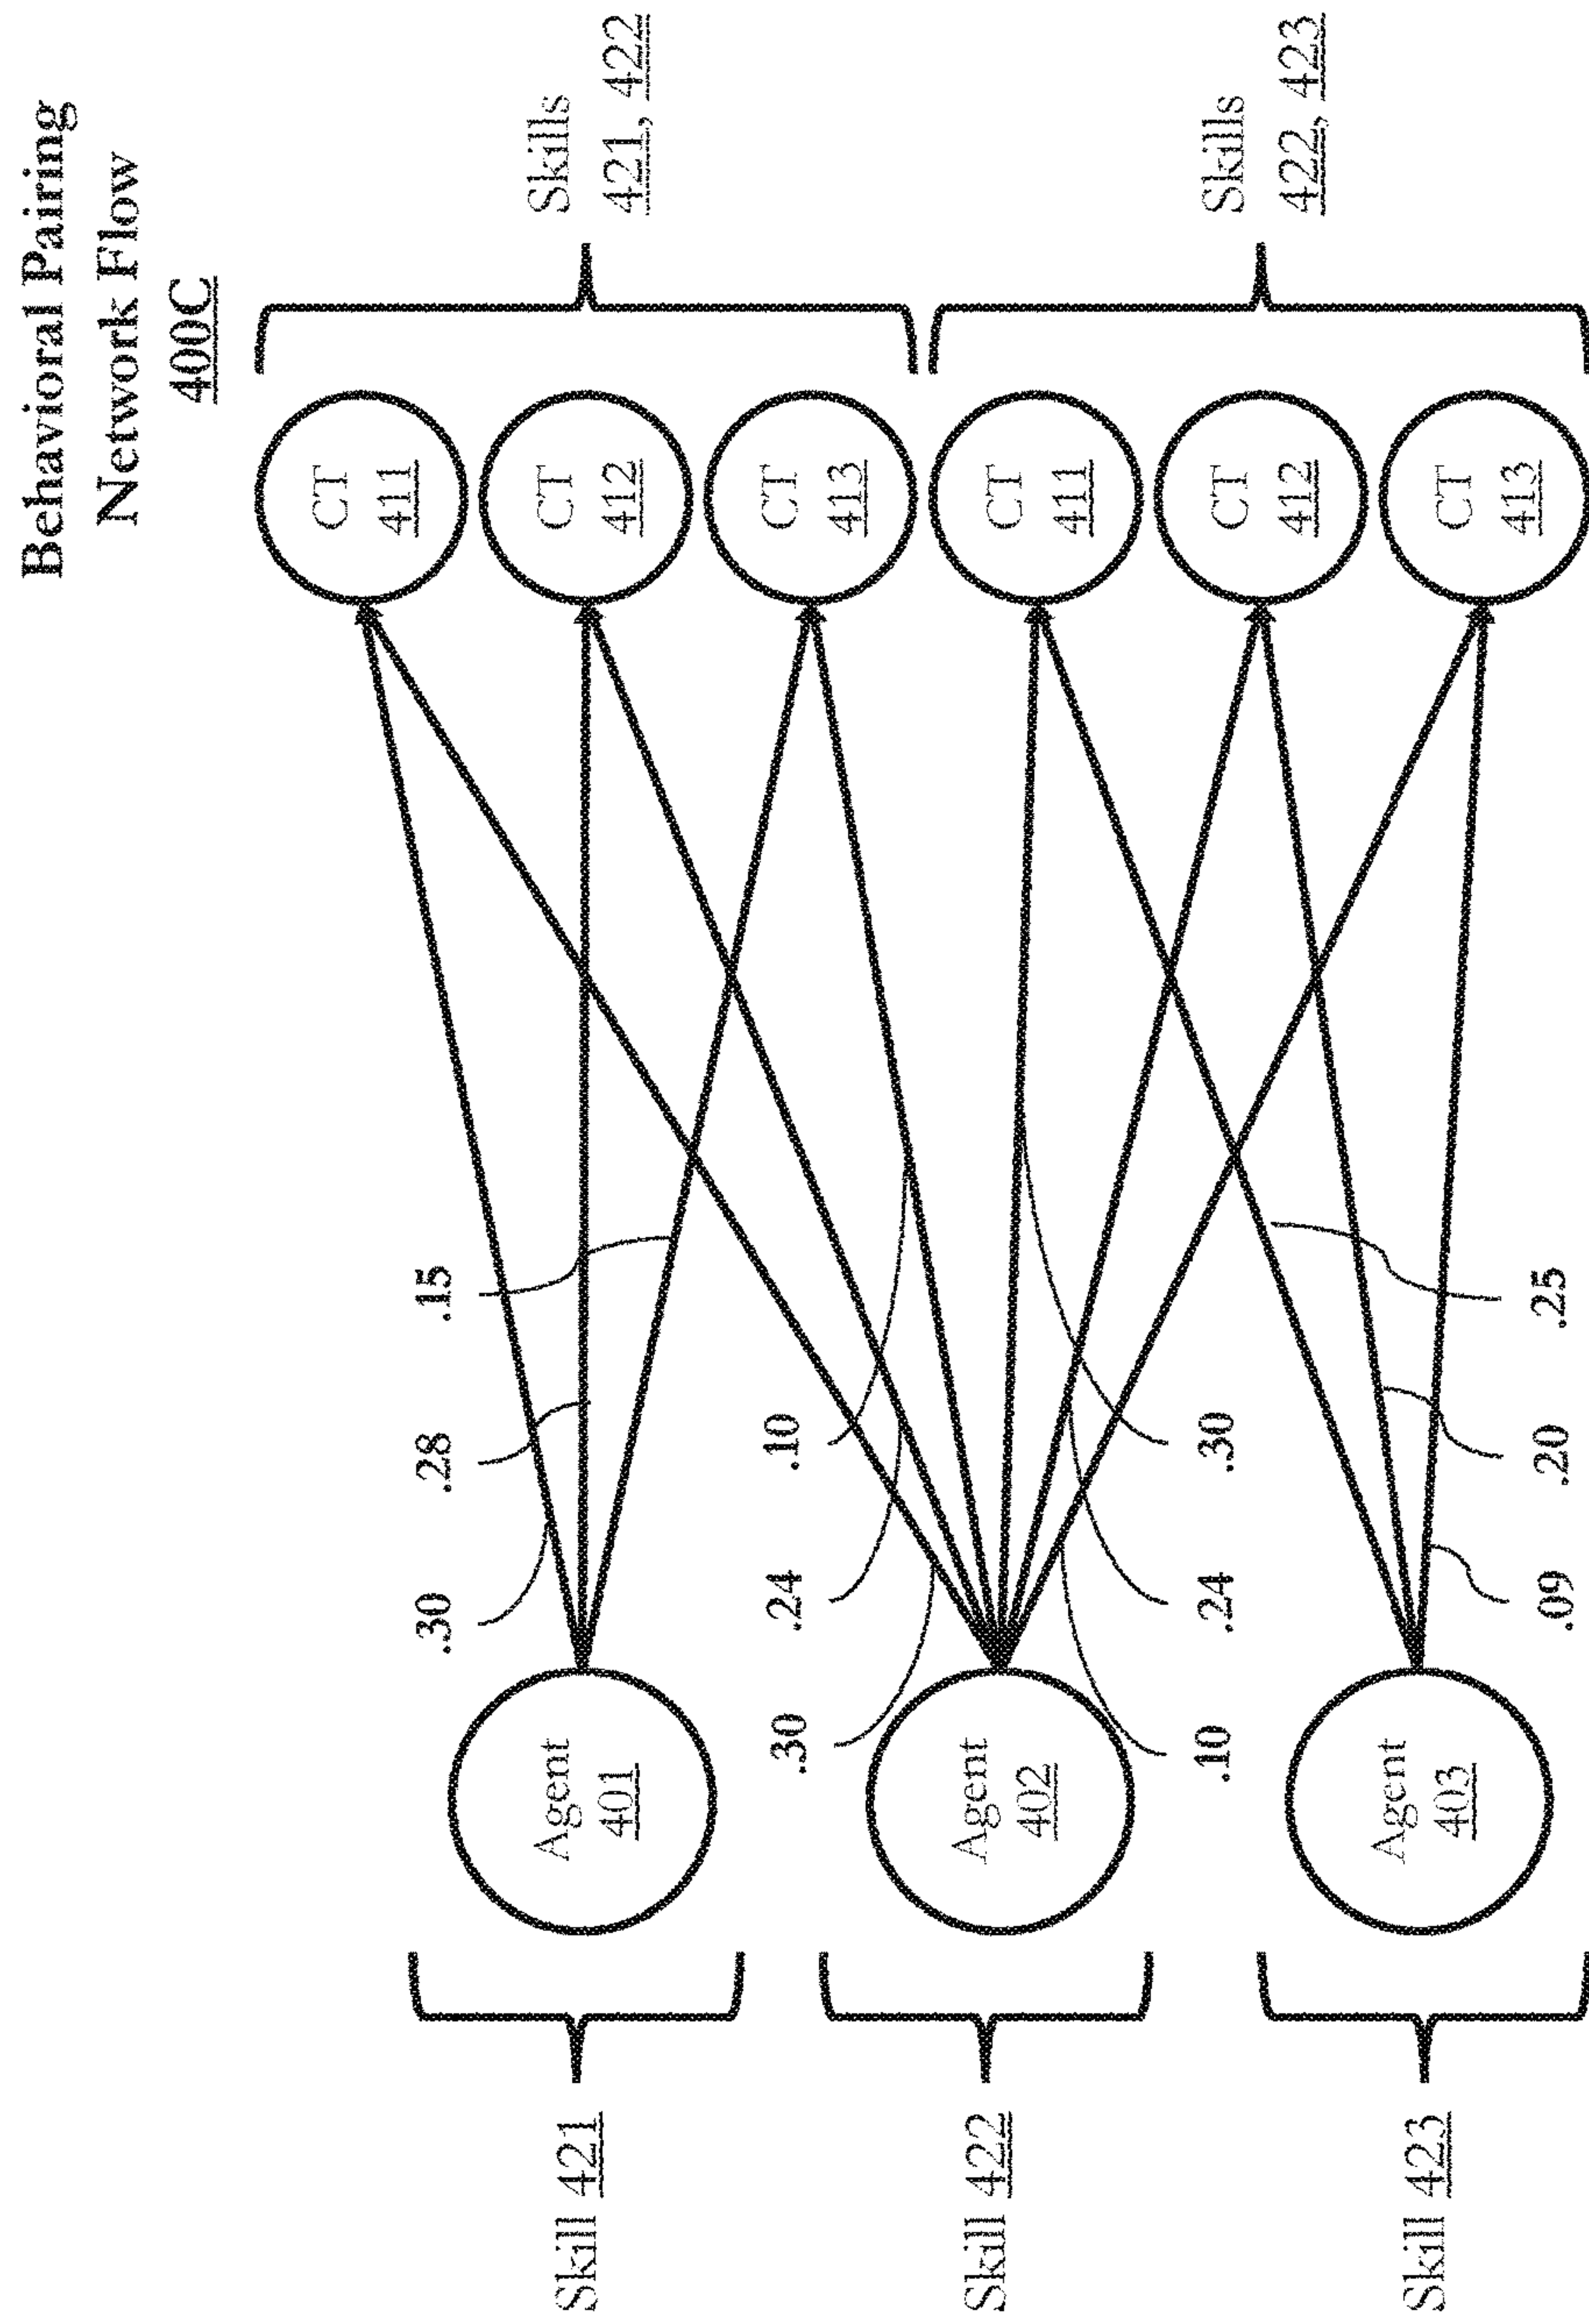 Behavioral Pairing
Network Flow
400C
Skill 421
Skill 422
Skill 423
Agent
401
Agent
402
Agent
403
.30
.28
.15
.30
.24
.10
.10
.24
.30
.09
.20
.25
CT
411
CT
412
CT
413
CT
411
CT
412
CT
413
Skills
421, 422
Skills
422, 423